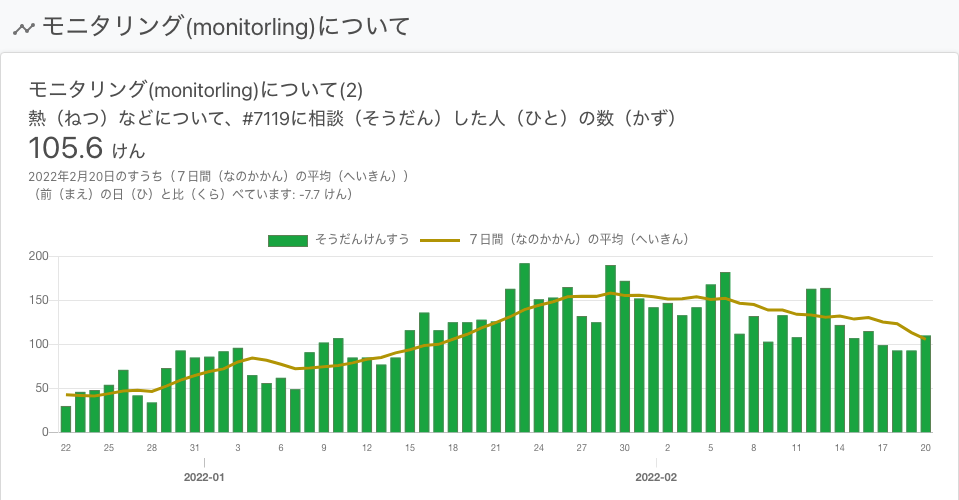 モニタリング(monitorling)について
モニタリング(monitorling)について(2)
熱（ねつ）などについて、#7119に相談（そうだん）した人（ひと）の数（かず）
105.6 けん
2022年2月20日のすうち（７日間（なのかかん）の平均（へいきん））
（前（まえ）の日（ひ）と比（くら）べています: -7.7 けん）
そうだんけんすう ７日間（なのかかん）の平均（へいきん）
200
150
100
50
0
22 25 28 31 3 6 9 12 15 18 21 24 27 30 2 5 8 11 14 17 20
2022-01 2022-02